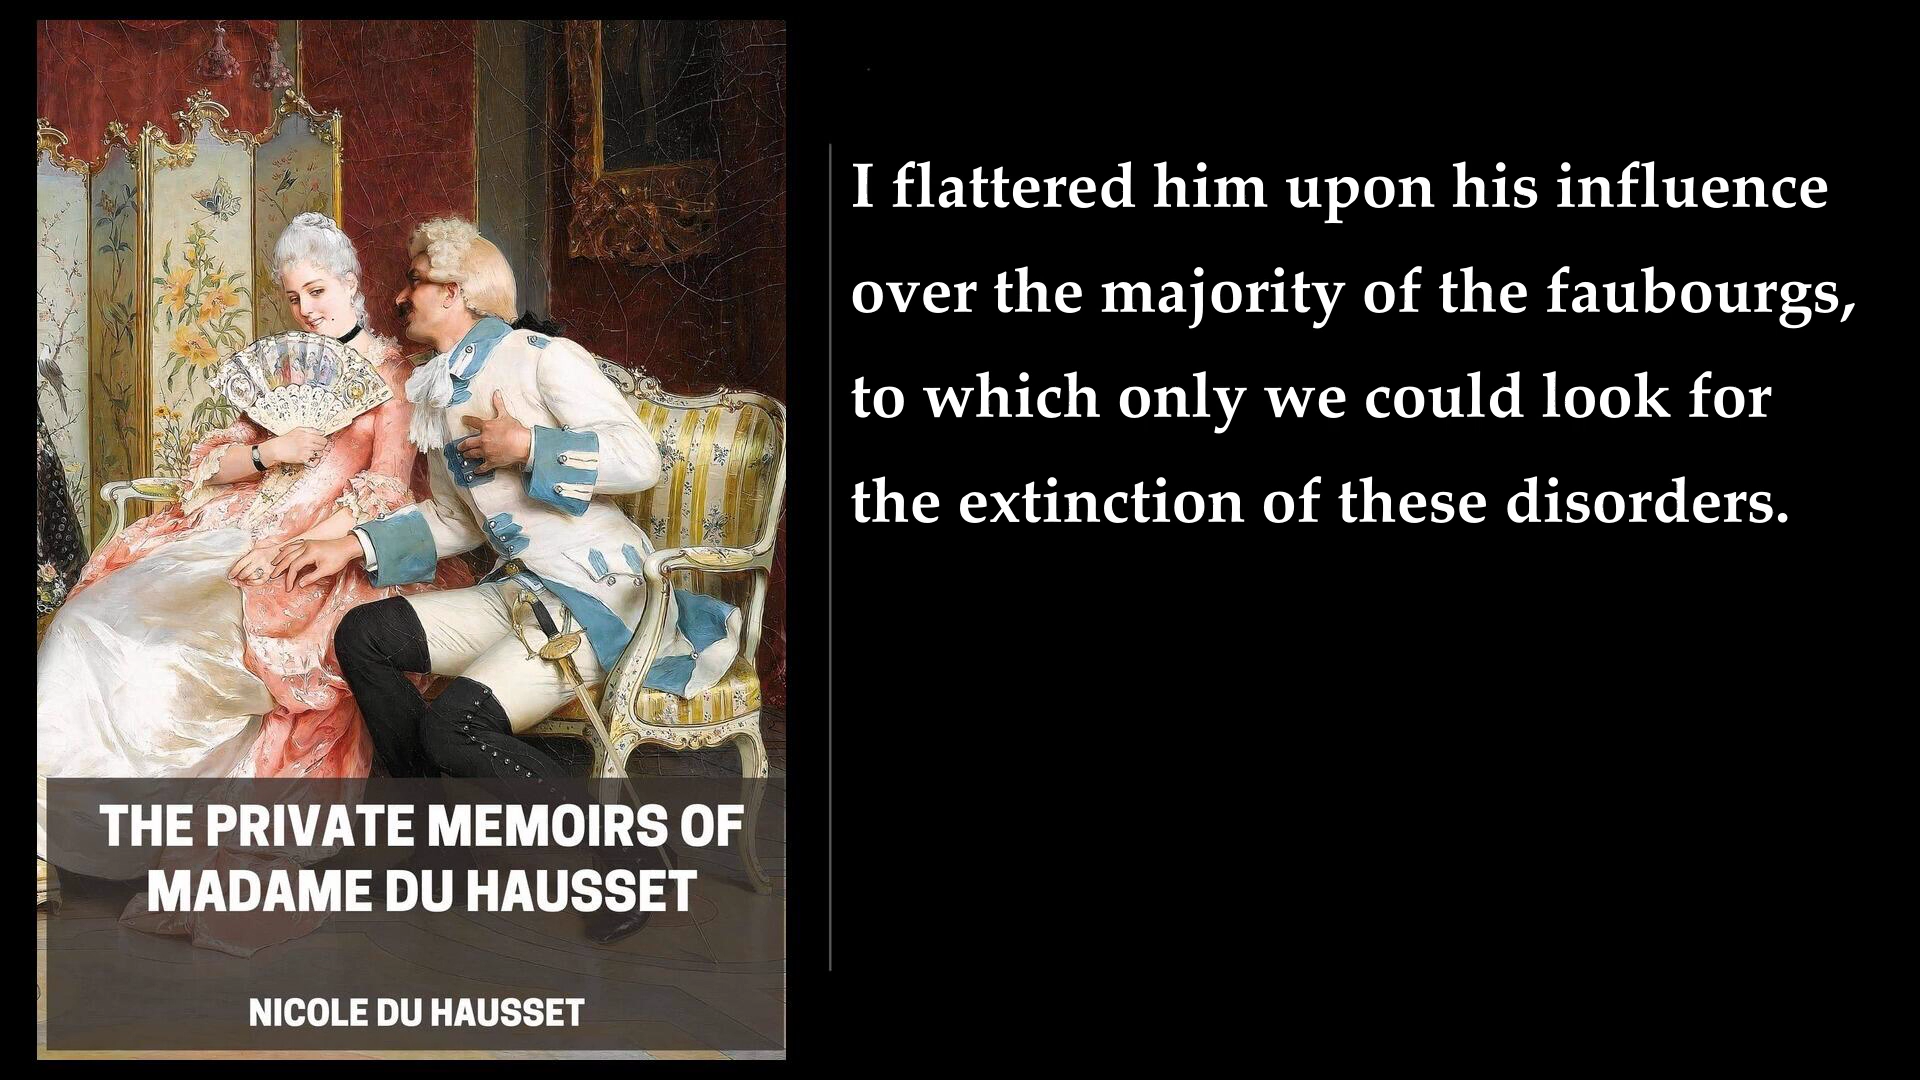 I flattered him upon his influence
over the majority of the faubourgs,
to which only we could look for
the extinction of these disorders.
THE PRIVATE MEMOIRS OF
MADAME DU HAUSSET
NICOLE DU HAUSSET